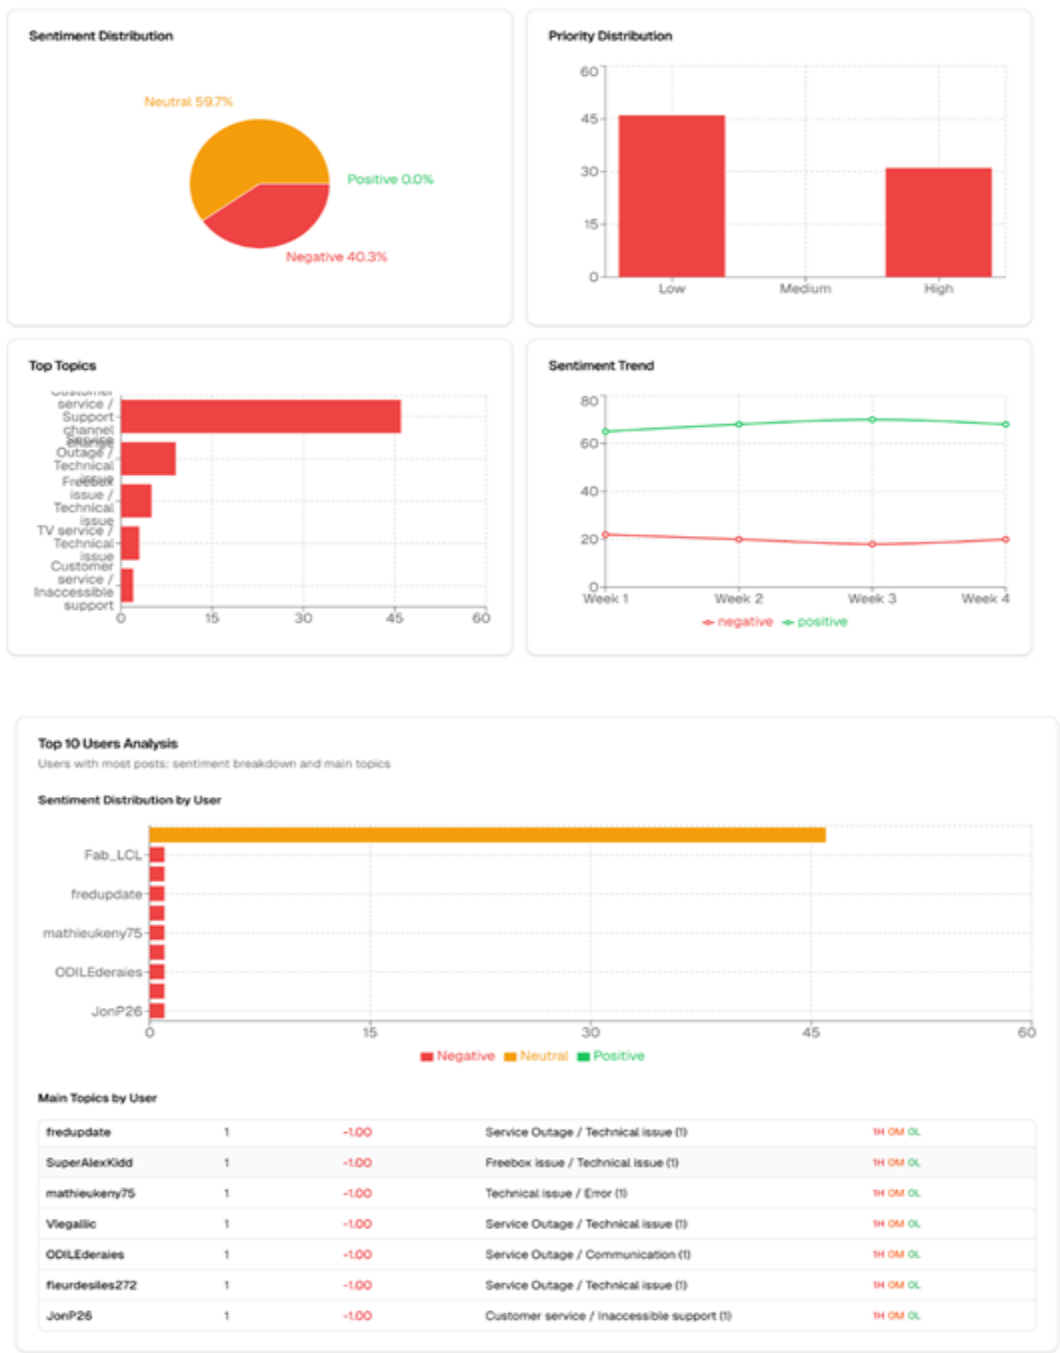 Sentiment Distribution
Neutral 59.7%
Positive 0.0%
Negative 40.3%
Priority Distribution
60
45
30
15
0
Low Medium High
Top Topics
Customer
service /
Support
channel
change
Service
Outage /
Technical
issue
Freebox
issue /
Technical
issue
TV service /
Technical
issue
Customer
service /
Inaccessible
support
0 15 30 45 60
Sentiment Trend
80
60
40
20
0
Week 1 Week 2 Week 3 Week 4
negative positive
Top 10 Users Analysis
Users with most posts: sentiment breakdown and main topics
Sentiment Distribution by User
Fab_LCL
fredupdate
mathieukeny75
ODILEderaies
JonP26
0 15 30 45 60
Negative Neutral Positive
Main Topics by User
fredupdate 1 -1.00 Service Outage / Technical issue (1) 1H 0M 0L
SuperAlexKidd 1 -1.00 Freebox issue / Technical issue (1) 1H 0M 0L
mathieukeny75 1 -1.00 Technical issue / Error (1) 1H 0M 0L
Vlegallic 1 -1.00 Service Outage / Technical issue (1) 1H 0M 0L
ODILEderaies 1 -1.00 Service Outage / Communication (1) 1H 0M 0L
fleurdesiles272 1 -1.00 Service Outage / Technical issue (1) 1H 0M 0L
JonP26 1 -1.00 Customer service / Inaccessible support (1) 1H 0M 0L